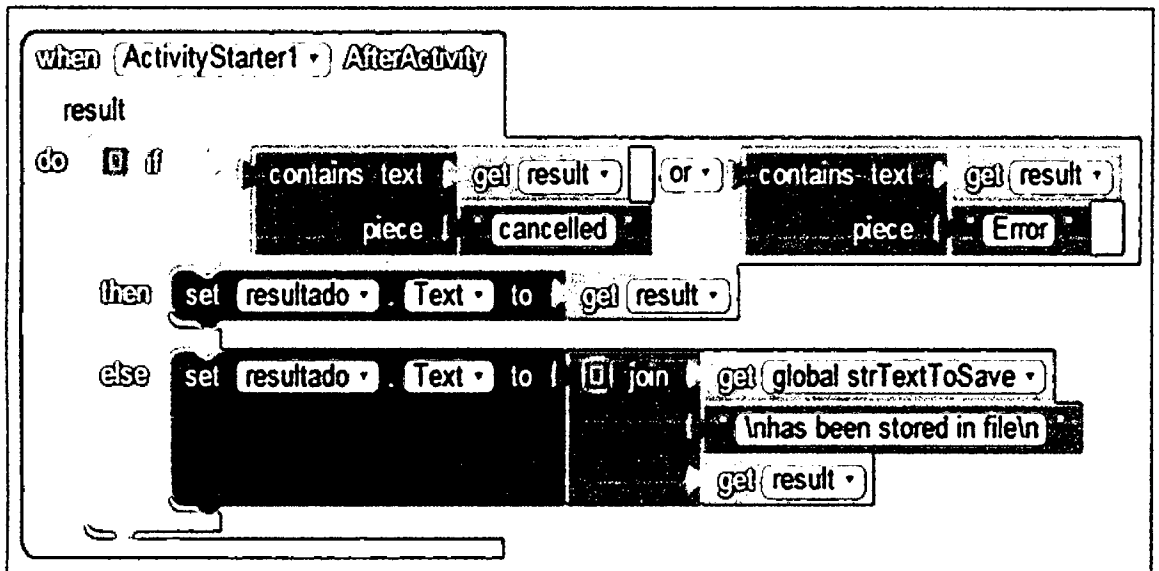 when ActivityStarter1 AfterActivity
result
do if contains text get result or contains text get result
piece " cancelled " piece " Error "
then set resultado . Text to get result
else set resultado . Text to join get global strTextToSave
" \nhas been stored in file\n "
get result